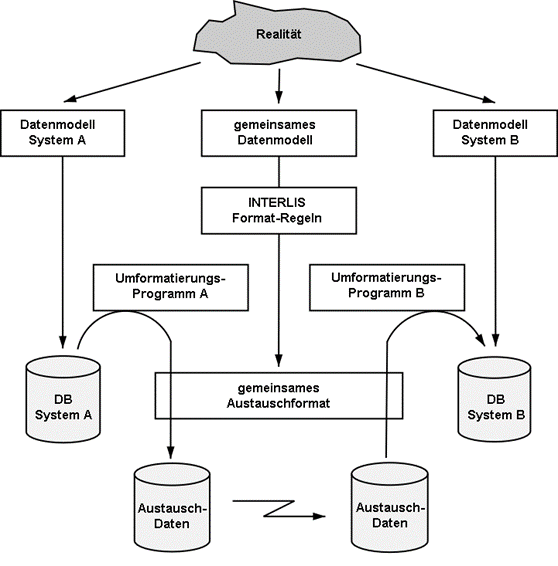 Realität
Datenmodell
System A
gemeinsames
Datenmodell
Datenmodell
System B
INTERLIS
Format-Regeln
Umformatierungs-
Programm A
Umformatierungs-
Programm B
DB
System A
gemeinsames
Austauschformat
DB
System B
Austausch-
Daten
Austausch-
Daten